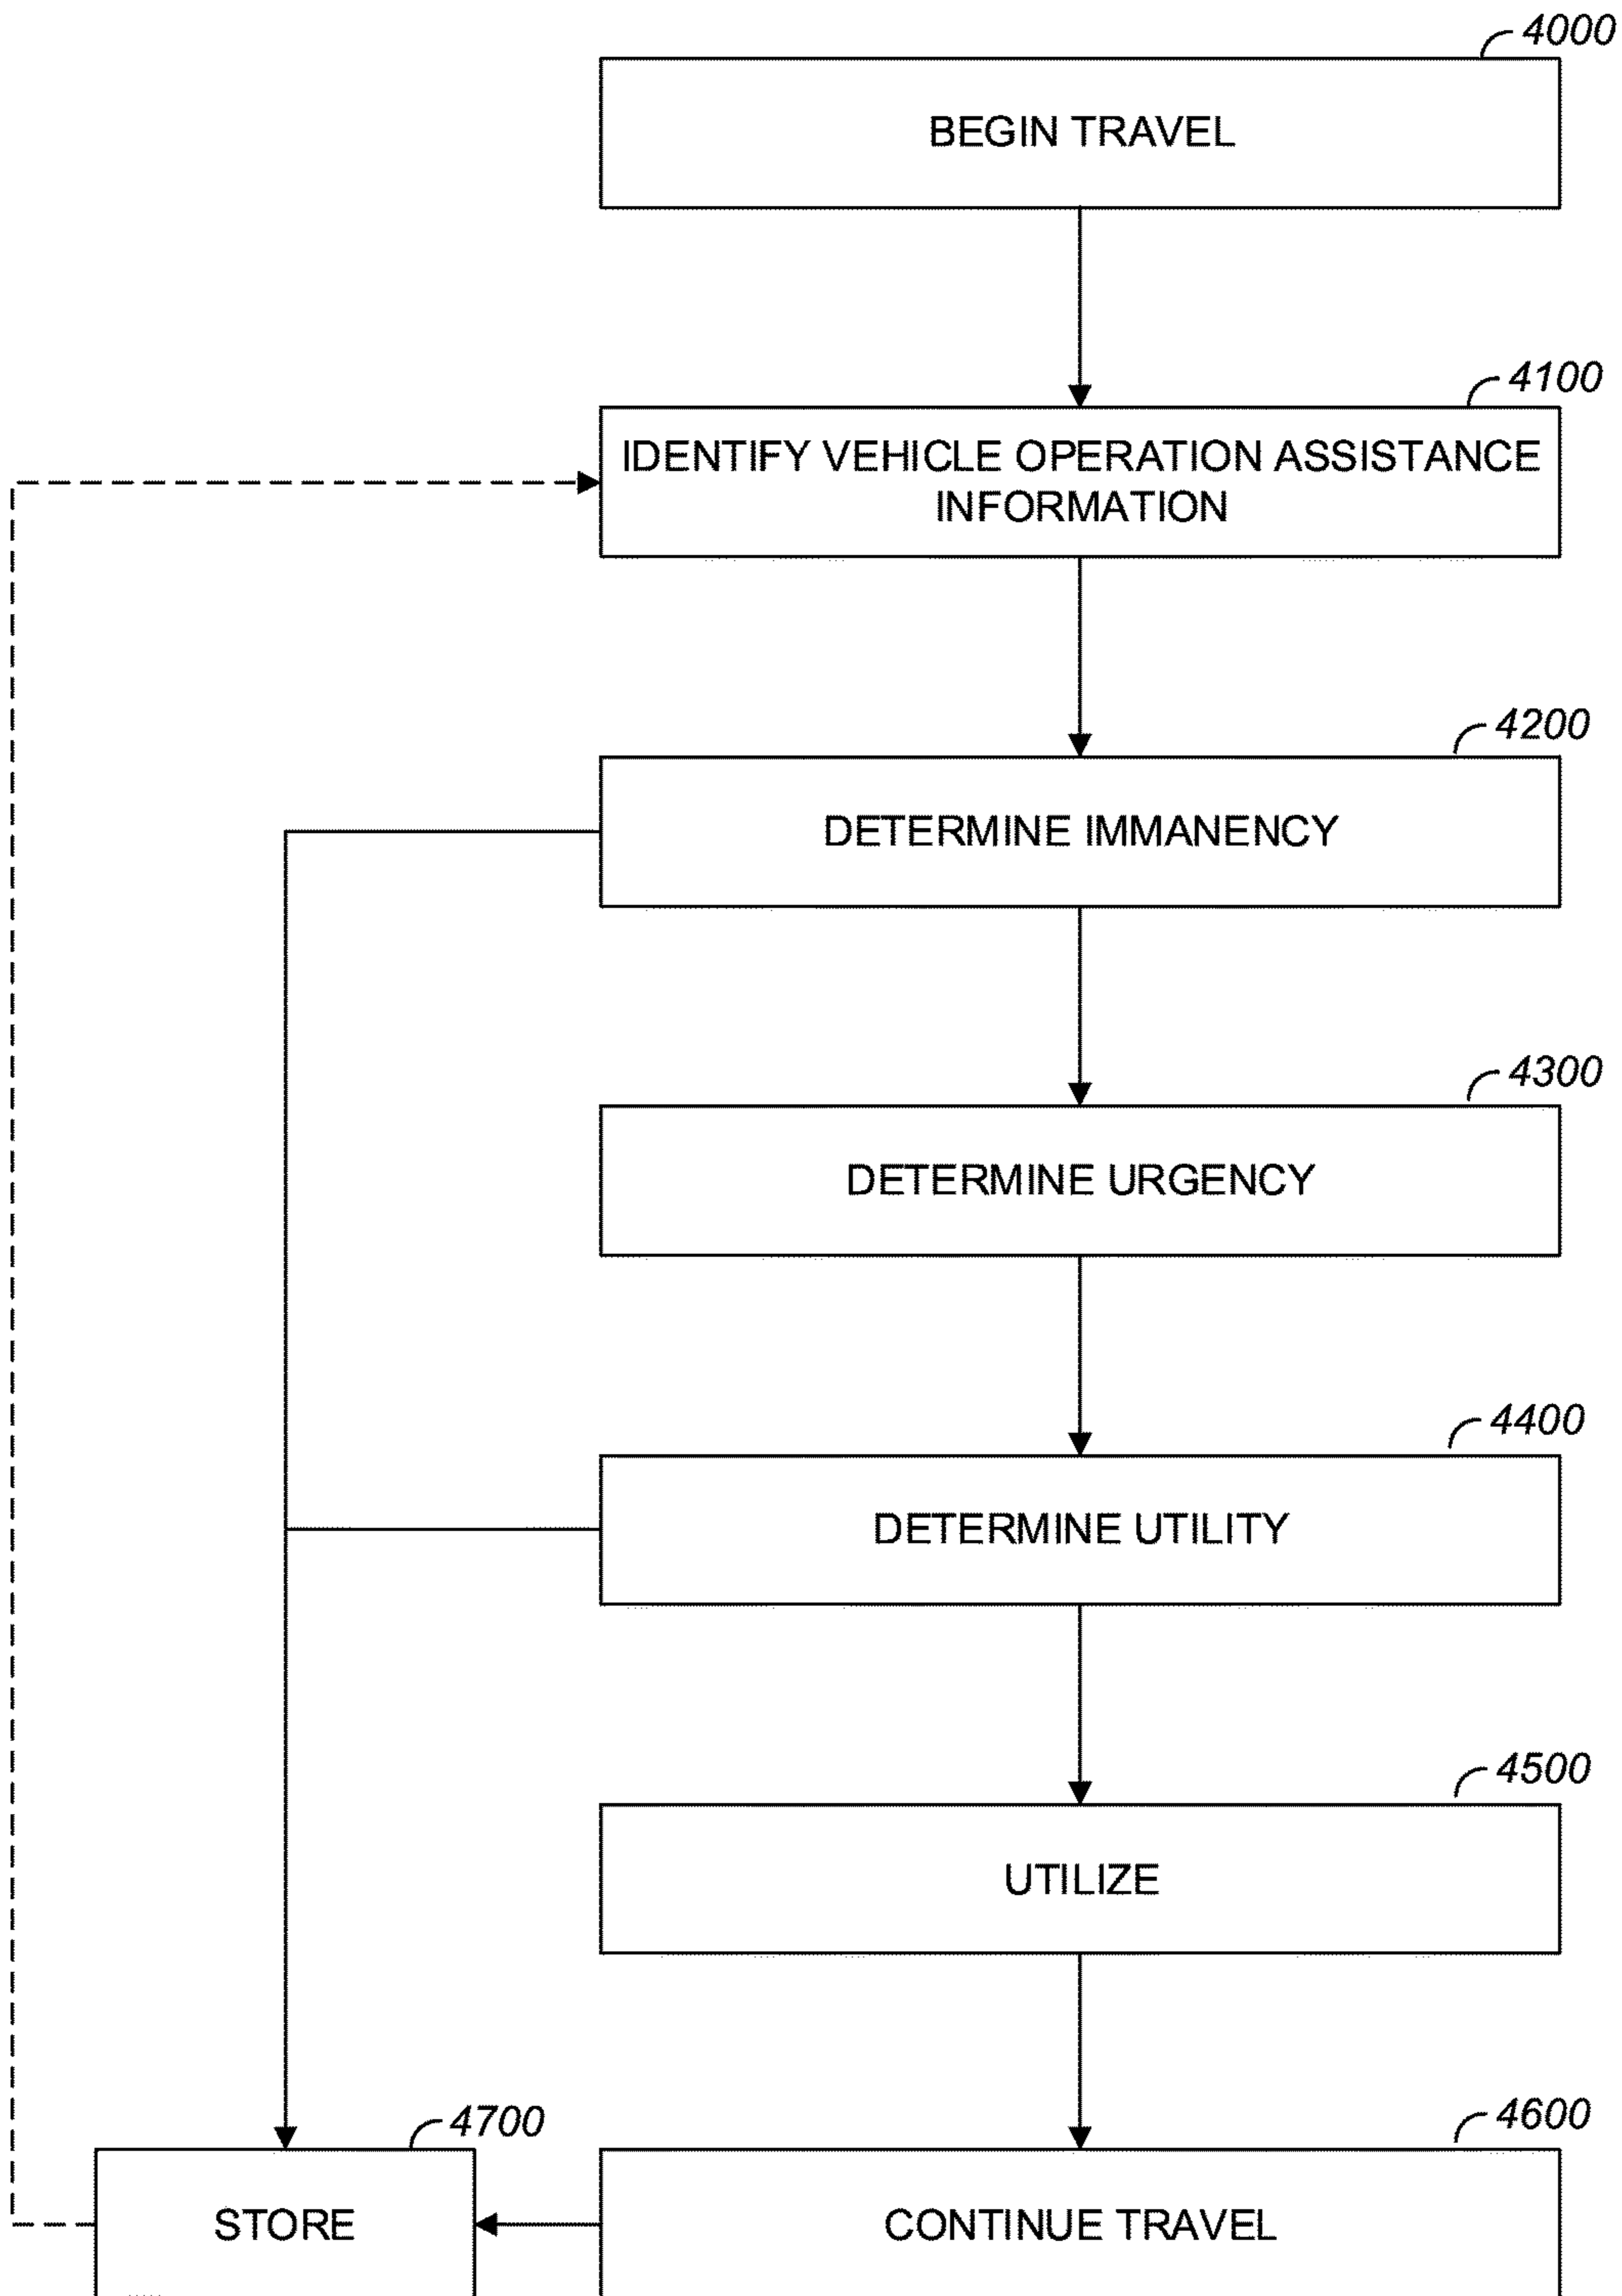 4000
BEGIN TRAVEL
4100
IDENTIFY VEHICLE OPERATION ASSISTANCE
INFORMATION
4200
DETERMINE IMMANENCY
4300
DETERMINE URGENCY
4400
DETERMINE UTILITY
4500
UTILIZE
4700
4600
STORE
CONTINUE TRAVEL